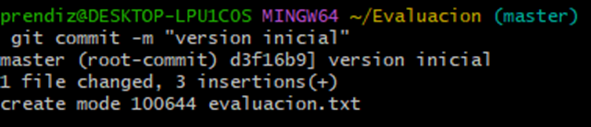 prendiz@DESKTOP-LPU1C0S MINGW64 ~/Evaluacion (master)
git commit -m "version inicial"
master (root-commit) d3f16b9] version inicial
1 file changed, 3 insertions(+)
create mode 100644 evaluacion.txt